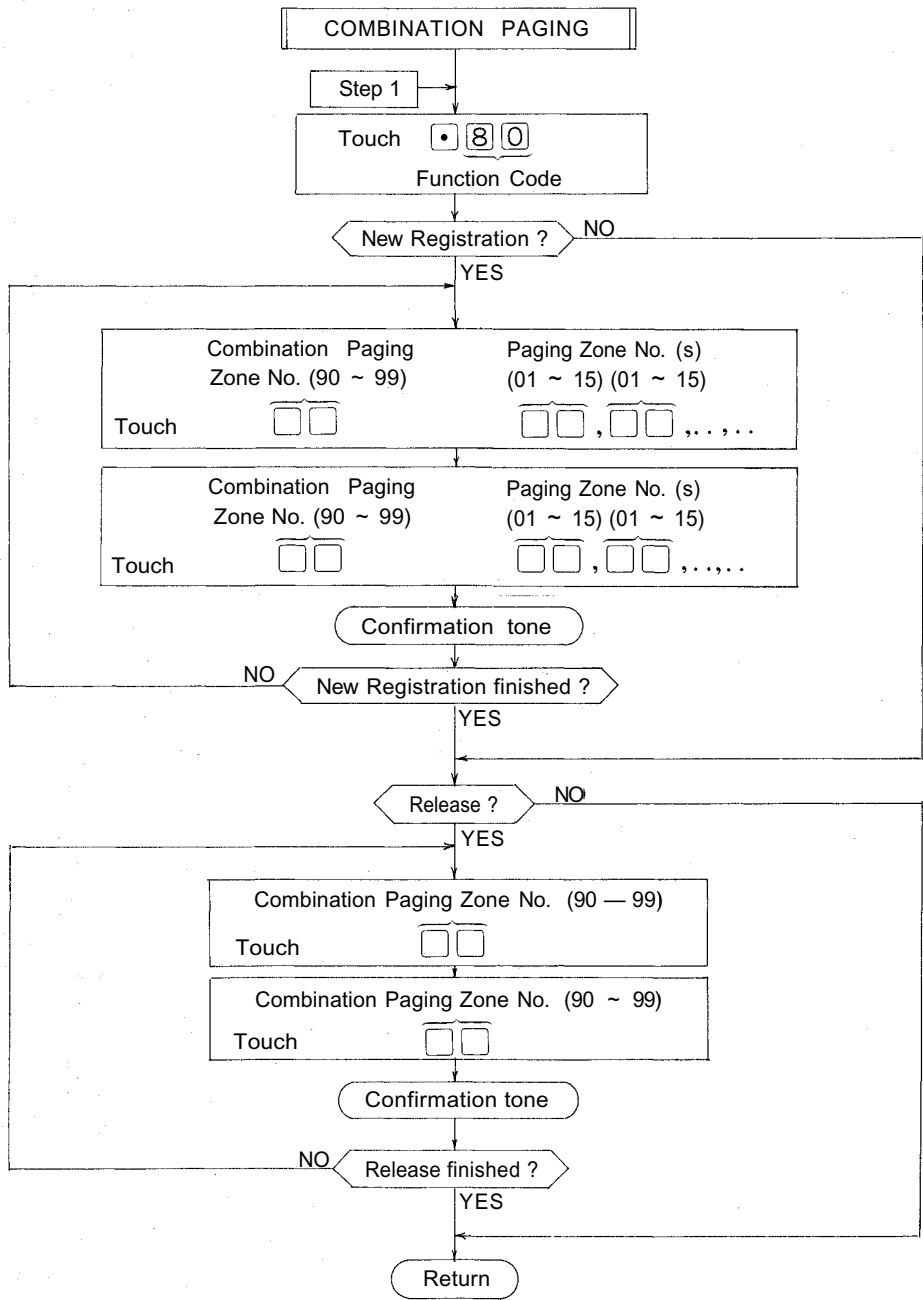 COMBINATION PAGING
Step 1
Touch • 8 0
Function Code
New Registration ? NO
YES
Combination Paging Paging Zone No. (s)
Zone No. (90 ~ 99) (01 ~ 15) (01 ~ 15)
Touch , , . . , . .
Combination Paging Paging Zone No. (s)
Zone No. (90 ~ 99) (01 ~ 15) (01 ~ 15)
Touch , , . . , . .
Confirmation tone
NO New Registration finished ?
YES
Release ? NO
YES
Combination Paging Zone No. (90 — 99)
Touch
Combination Paging Zone No. (90 ~ 99)
Touch
Confirmation tone
NO Release finished ?
YES
Return